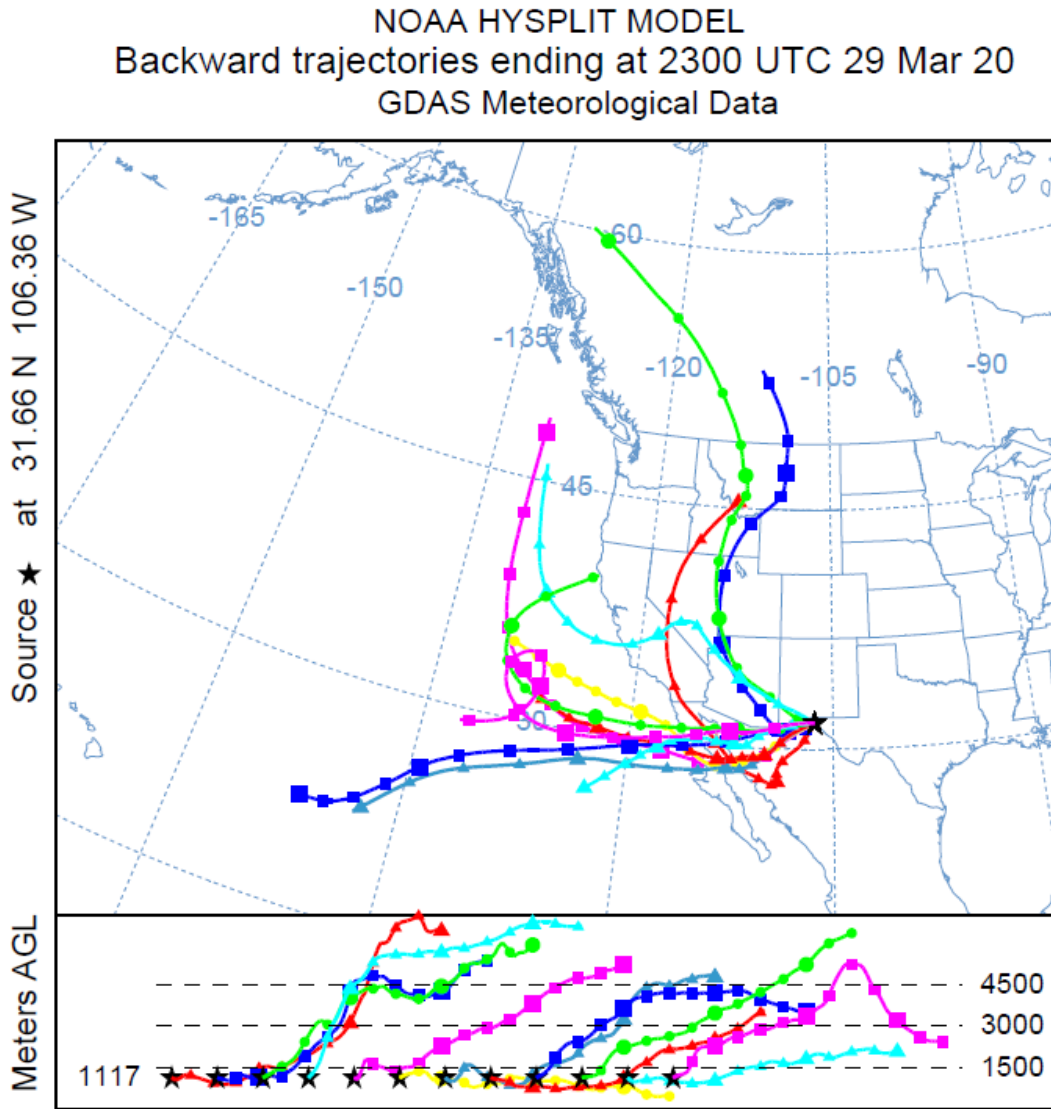 NOAA HYSPLIT MODEL
Backward trajectories ending at 2300 UTC 29 Mar 20
GDAS Meteorological Data
Source ★ at 31.66 N 106.36 W
-165
-150
-135
-120
-105
-90
60
45
30
Meters AGL
4500
3000
1500
1117